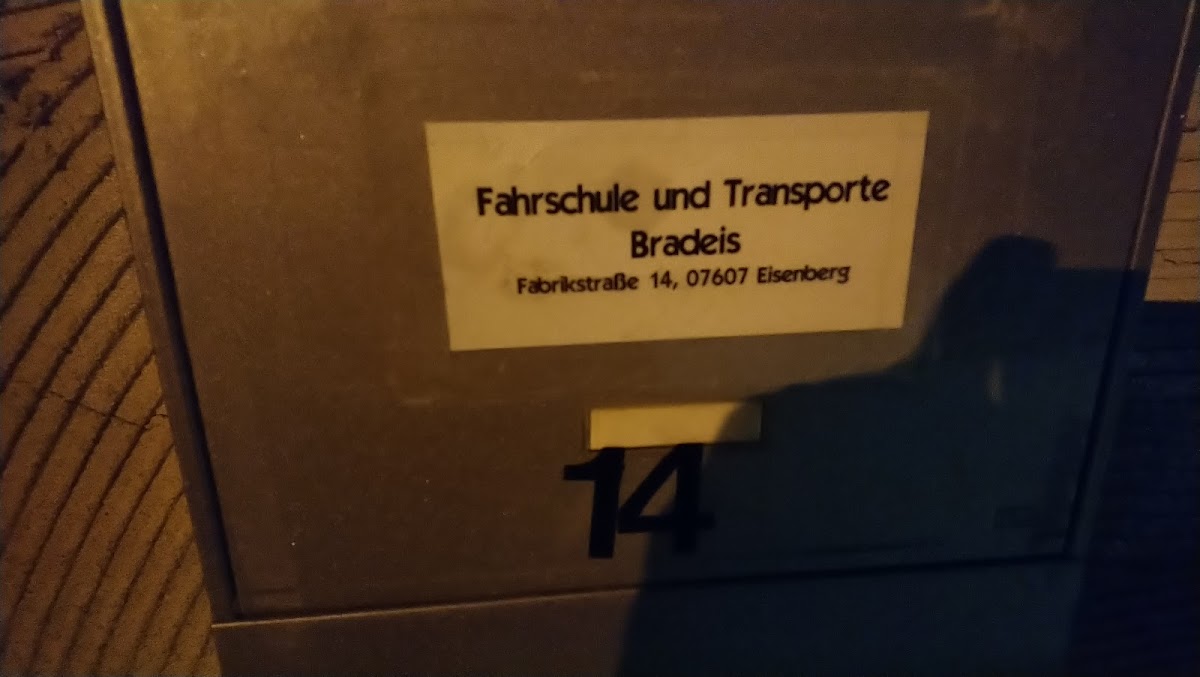 Fahrschule und Transporte
Bradeis
Fabrikstraße 14, 07607 Eisenberg
14